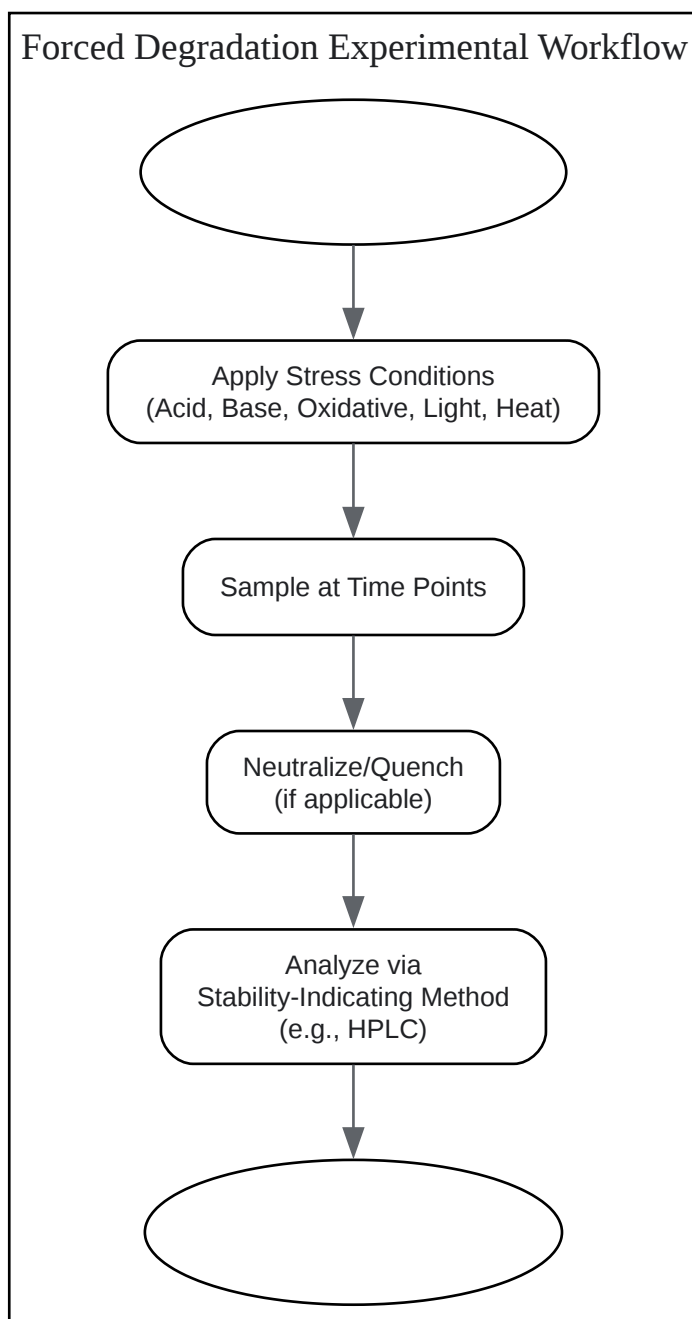 Forced Degradation Experimental Workflow
Apply Stress Conditions
(Acid, Base, Oxidative, Light, Heat)
Sample at Time Points
Neutralize/Quench
(if applicable)
Analyze via
Stability-Indicating Method
(e.g., HPLC)